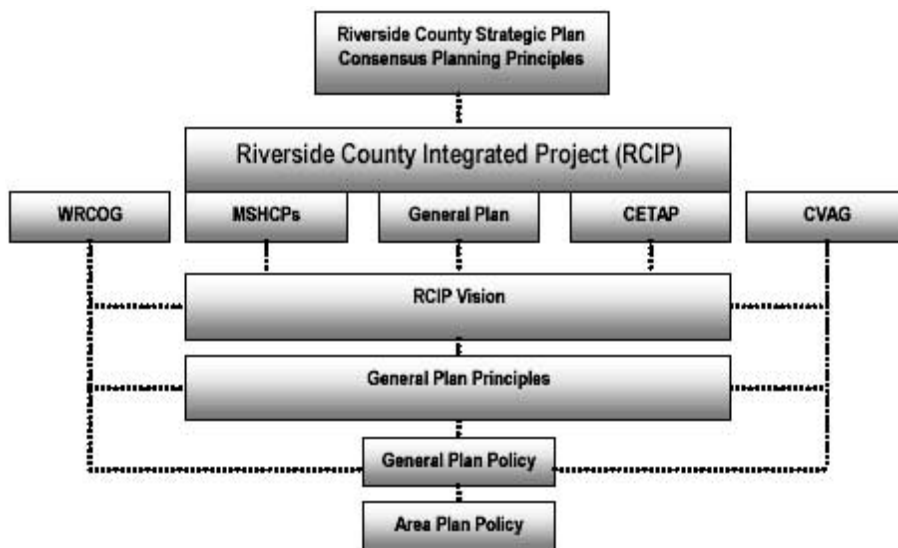 Riverside County Strategic Plan
Consensus Planning Principles
Riverside County Integrated Project (RCIP)
WRCOG
MSHCPs
General Plan
CETAP
CVAG
RCIP Vision
General Plan Principles
General Plan Policy
Area Plan Policy